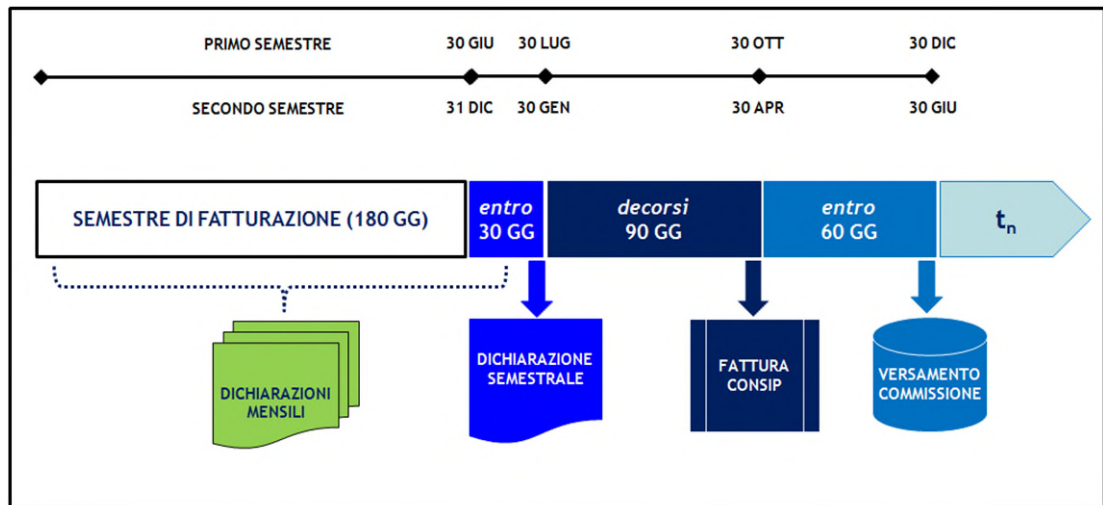 PRIMO SEMESTRE 30 GIU 30 LUG 30 OTT 30 DIC
SECONDO SEMESTRE 31 DIC 30 GEN 30 APR 30 GIU
SEMESTRE DI FATTURAZIONE (180 GG)
entro
30 GG
decorsi
90 GG
entro
60 GG
tn
DICHIARAZIONI
MENSILI
DICHIARAZIONE
SEMESTRALE
FATTURA
CONSIP
VERSAMENTO
COMMISSIONE